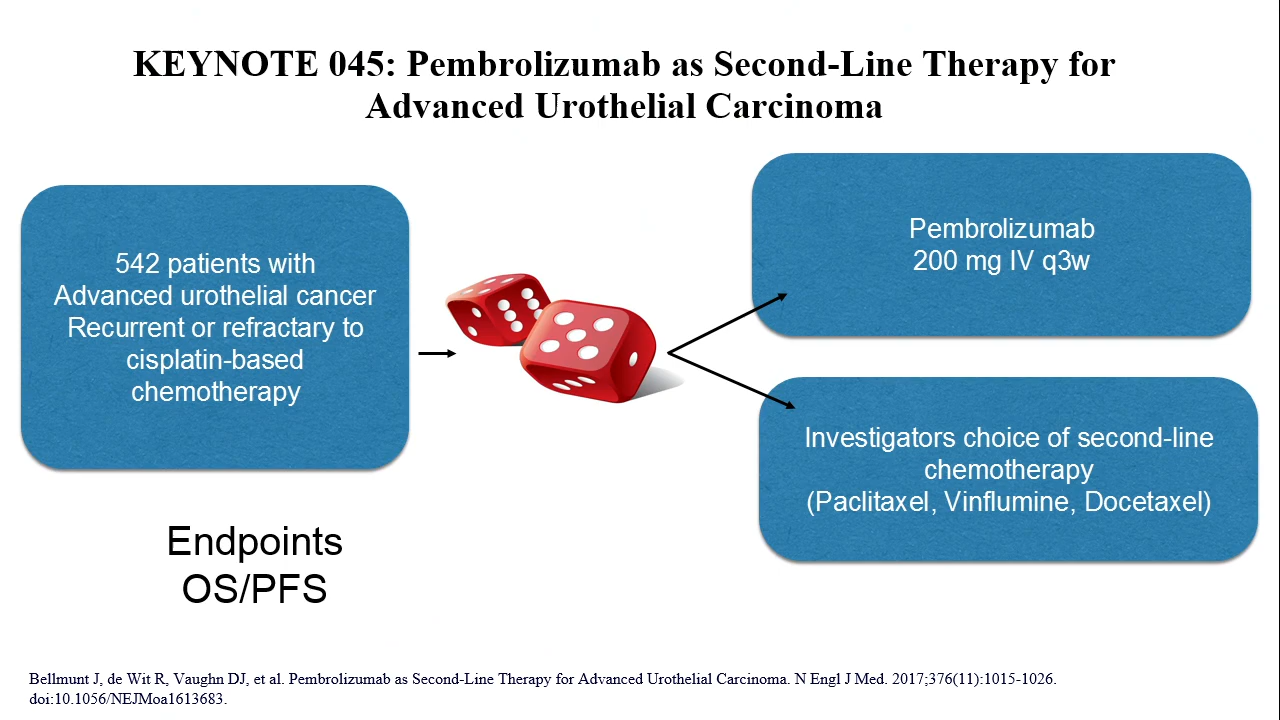 KEYNOTE 045: Pembrolizumab as Second-Line Therapy for
Advanced Urothelial Carcinoma
542 patients with
Advanced urothelial cancer
Recurrent or refractory to
cisplatin-based
chemotherapy
Pembrolizumab
200 mg IV q3w
Investigators choice of second-line
chemotherapy
(Paclitaxel, Vinflumine, Docetaxel)
Endpoints
OS/PFS
Bellmunt J, de Wit R, Vaughn DJ, et al. Pembrolizumab as Second-Line Therapy for Advanced Urothelial Carcinoma. N Engl J Med. 2017;376(11):1015-1026.
doi:10.1056/NEJMoa1613683.